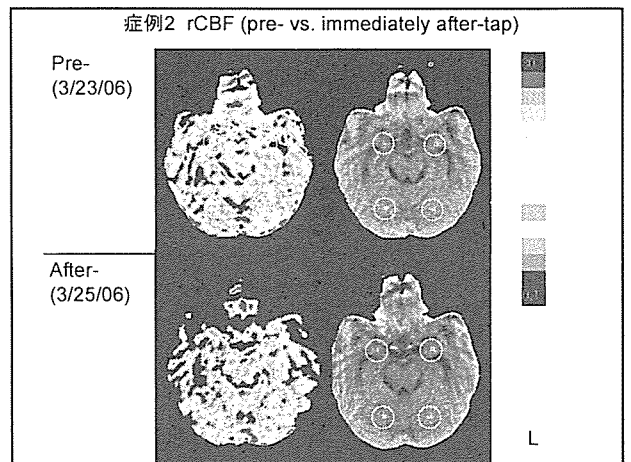 症例2 rCBF (pre- vs. immediately after-tap)
Pre-
(3/23/06)
After-
(3/25/06)
L